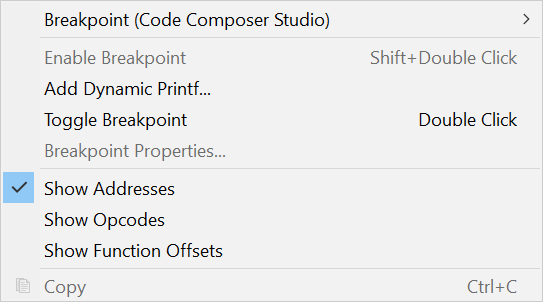 Breakpoint (Code Composer Studio)
Enable Breakpoint Shift+Double Click
Add Dynamic Printf...
Toggle Breakpoint Double Click
Breakpoint Properties...
Show Addresses
Show Opcodes
Show Function Offsets
Copy Ctrl+C